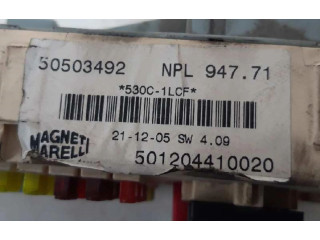 50503492 NPL 947.71
*530C-1LCF*
21-12-05 SW 4.09
MAGNETI
MARELLI
501204410020